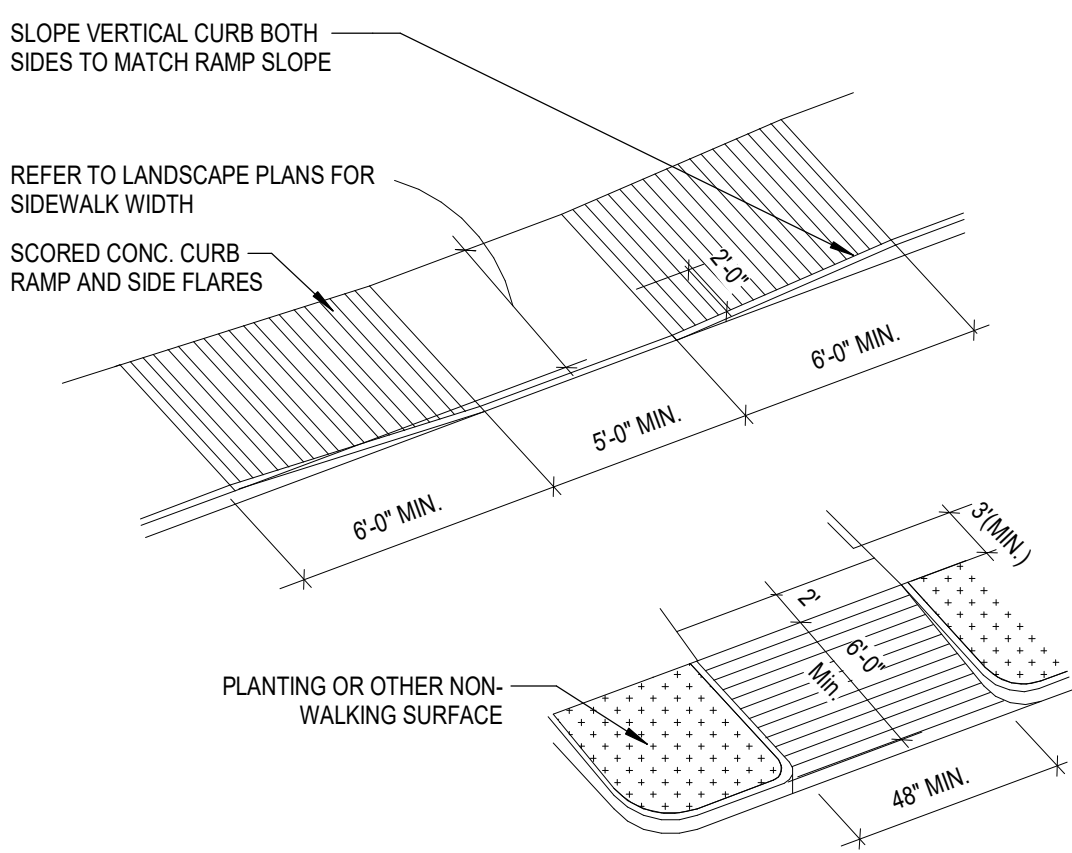 SLOPE VERTICAL CURB BOTH
SIDES TO MATCH RAMP SLOPE
REFER TO LANDSCAPE PLANS FOR
SIDEWALK WIDTH
SCORED CONC. CURB
RAMP AND SIDE FLARES
2'-0"
6'-0" MIN.
5'-0" MIN.
6'-0" MIN.
3'(MIN.)
2'
6'-0"
Min.
PLANTING OR OTHER NON-
WALKING SURFACE
48" MIN.